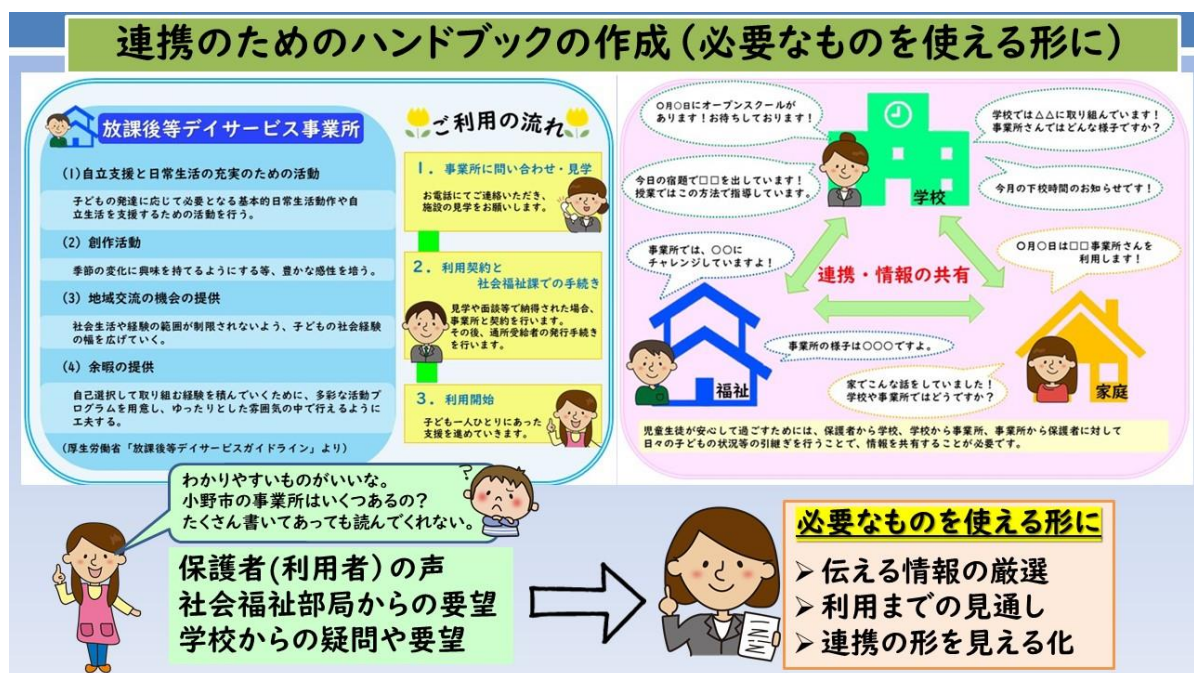 連携のためのハンドブックの作成（必要なものを使える形に）
放課後等デイサービス事業所
（1）自立支援と日常生活の充実のための活動
子どもの発達に応じて必要となる基本的日常生活動作や自
立生活を支援するための活動を行う。
（2）創作活動
季節の変化に興味を持てるようにする等、豊かな感性を培う。
（3）地域交流の機会の提供
社会生活や経験の範囲が制限されないよう、子どもの社会経験
の幅を広げていく。
（4）余暇の提供
自己選択して取り組む経験を積んでいくために、多彩な活動プ
ログラムを用意し、ゆったりとした雰囲気の中で行えるように
工夫する。
（厚生労働省「放課後等デイサービスガイドライン」より）
ご利用の流れ
1．事業所に問い合わせ・見学
お電話にてご連絡いただき、
施設の見学をお願いします。
2．利用契約と
社会福祉課での手続き
見学や面談等で納得された場合、
事業所と契約を行います。
その後、通所受給者の発行手続き
を行います。
3．利用開始
子ども一人ひとりにあった
支援を進めていきます。
〇月〇日にオープンスクールが
あります！お待ちしております！
学校では△△に取り組んでいます！
事業所さんではどんな様子ですか？
今日の宿題で□□を出しています！
授業ではこの方法で指導しています。
学校
今月の下校時間のお知らせです！
事業所では、〇〇に
チャレンジしていますよ！
〇月〇日は□□事業所さんを
利用します！
連携・情報の共有
事業所の様子は〇〇〇ですよ。
福祉
家でこんな話をしていました！
学校や事業所ではどうですか？
家庭
児童生徒が安心して過ごすためには、保護者から学校、学校から事業所、事業所から保護者に対して
日々の子どもの状況等の引継ぎを行うことで、情報を共有することが必要です。
わかりやすいものがいいな。
小野市の事業所はいくつあるの？
たくさん書いてあっても読んでくれない。
？
保護者(利用者)の声
社会福祉部局からの要望
学校からの疑問や要望
必要なものを使える形に
➢伝える情報の厳選
➢利用までの見通し
➢連携の形を見える化